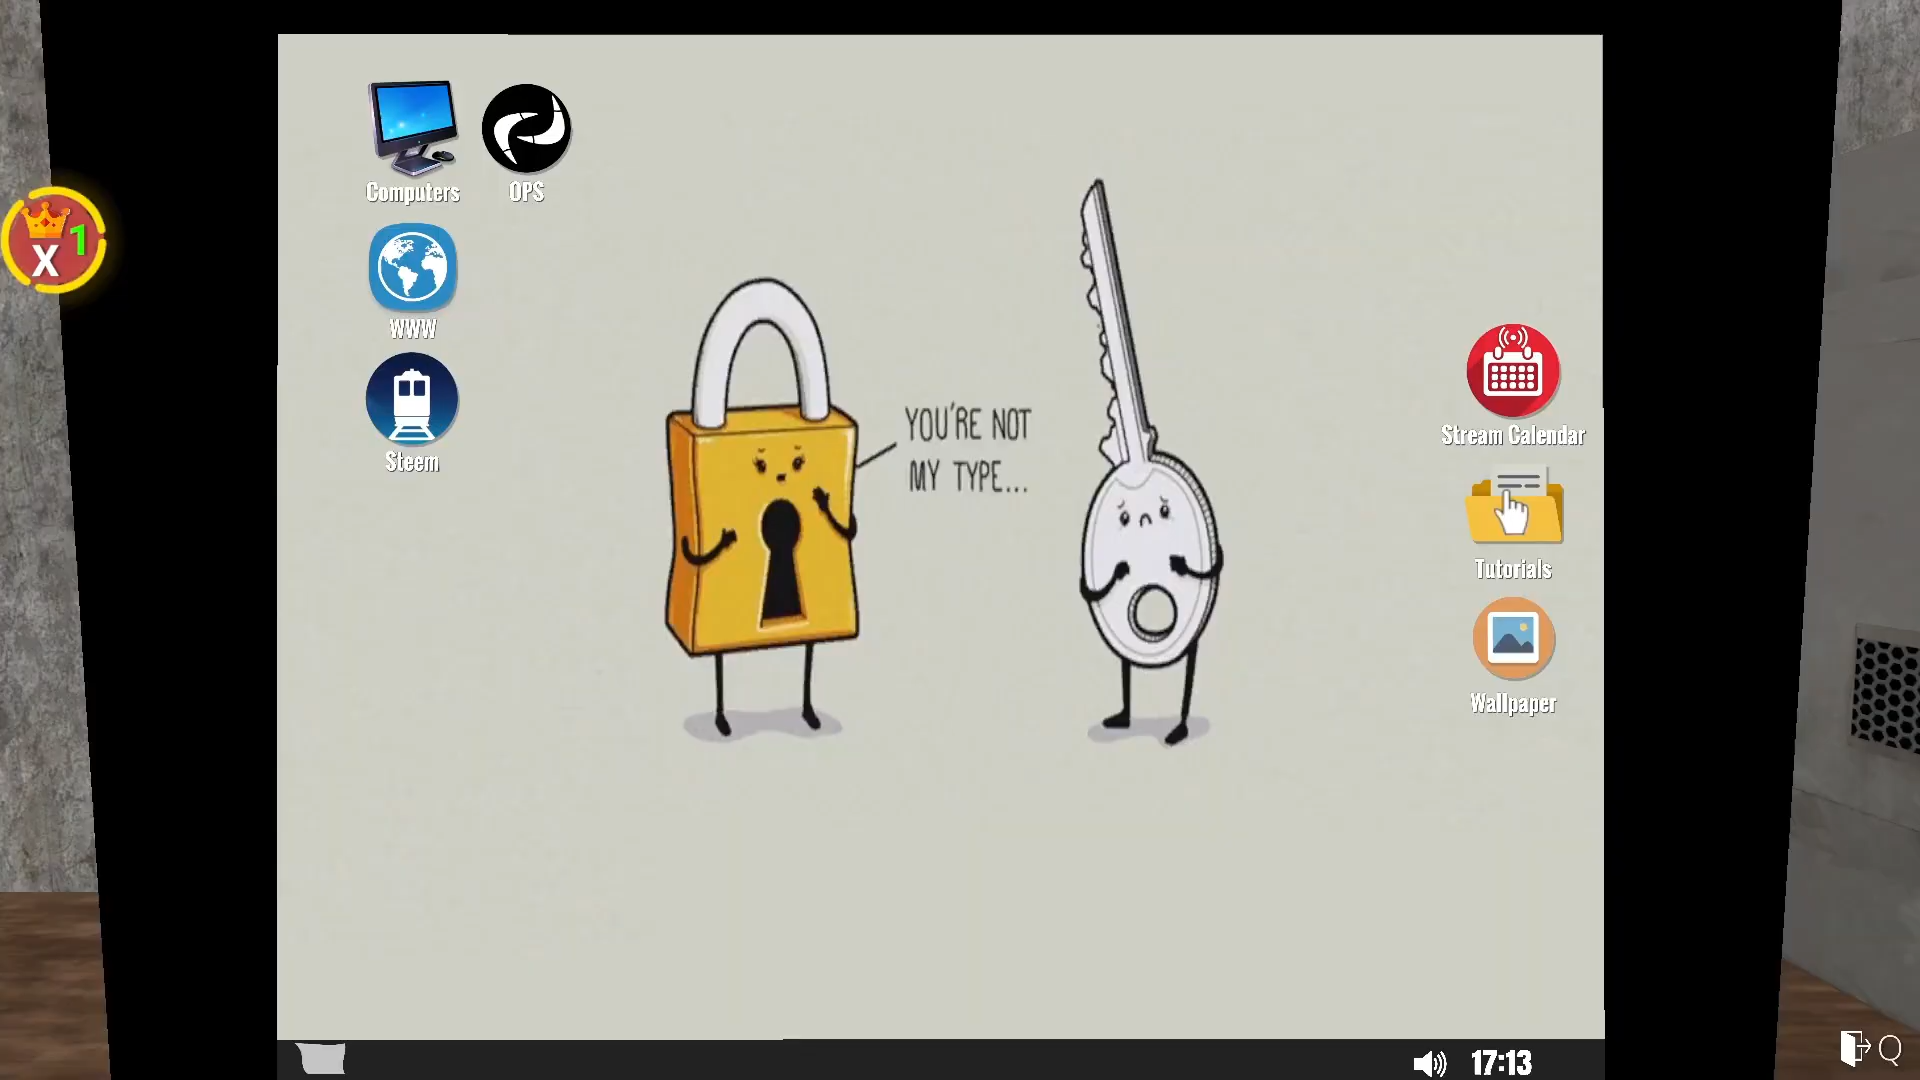 Computers
OPS
WWW
Steem
X 1
YOU'RE NOT
MY TYPE...
Stream Calendar
Tutorials
Wallpaper
17:13
Q